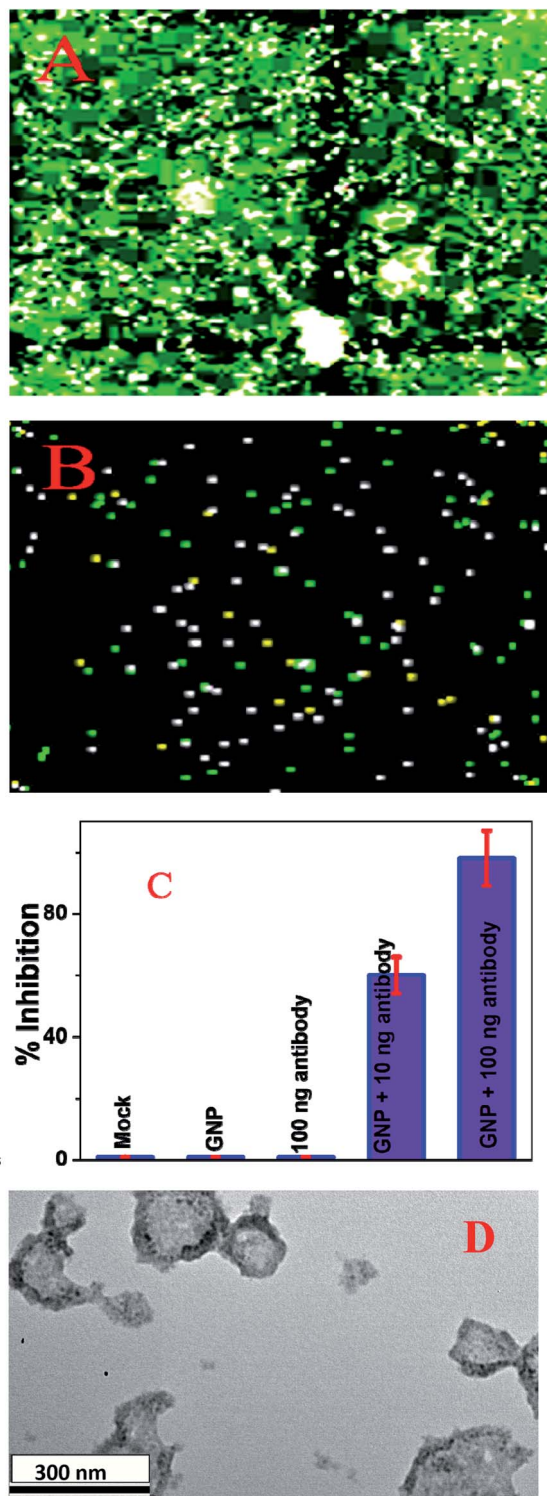 A
B
C
% Inhibition
80
40
0
Mock
GNP
100 ng antibody
GNP + 10 ng antibody
GNP + 100 ng antibody
s
D
300 nm